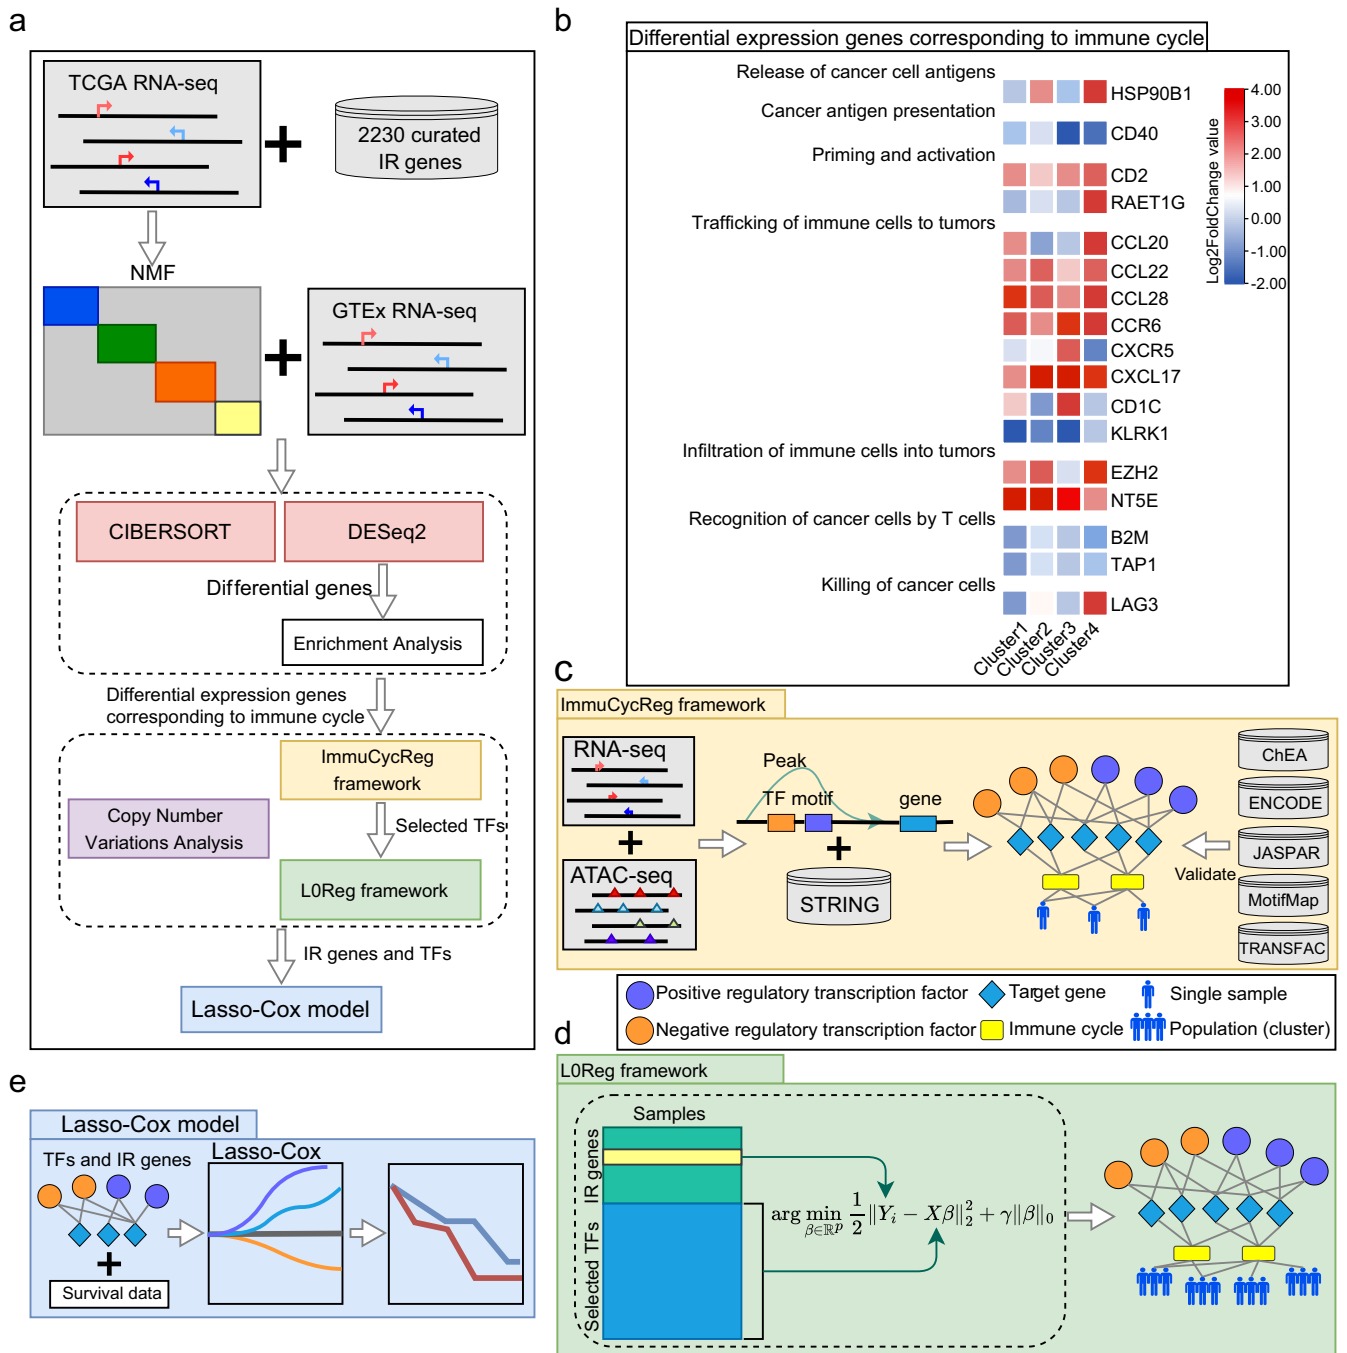 a
TCGA RNA-seq
2230 curated
IR genes
NMF
GTEx RNA-seq
CIBERSORT
DESeq2
Differential genes
Enrichment Analysis
Differential expression genes
corresponding to immune cycle
ImmuCycReg
framework
Copy Number
Variations Analysis
Selected TFs
L0Reg framework
IR genes and TFs
Lasso-Cox model
b
Differential expression genes corresponding to immune cycle
Release of cancer cell antigens
HSP90B1
Cancer antigen presentation
CD40
Priming and activation
CD2
RAET1G
Trafficking of immune cells to tumors
CCL20
CCL22
CCL28
CCR6
CXCR5
CXCL17
CD1C
KLRK1
Infiltration of immune cells into tumors
EZH2
NT5E
Recognition of cancer cells by T cells
B2M
TAP1
Killing of cancer cells
LAG3
Cluster1
Cluster2
Cluster3
Cluster4
Log2FoldChange value
4.00
3.00
2.00
1.00
0.00
-1.00
-2.00
c
ImmuCycReg framework
RNA-seq
ATAC-seq
Peak
TF motif
gene
STRING
Validate
ChEA
ENCODE
JASPAR
MotifMap
TRANSFAC
Positive regulatory transcription factor
Target gene
Single sample
Negative regulatory transcription factor
Immune cycle
Population (cluster)
d
L0Reg framework
Samples
IR genes
Selected TFs
arg min β∈ℝᵖ 1/2 ‖Yᵢ − Xβ‖₂² + γ‖β‖₀
e
Lasso-Cox model
TFs and IR genes
Survival data
Lasso-Cox